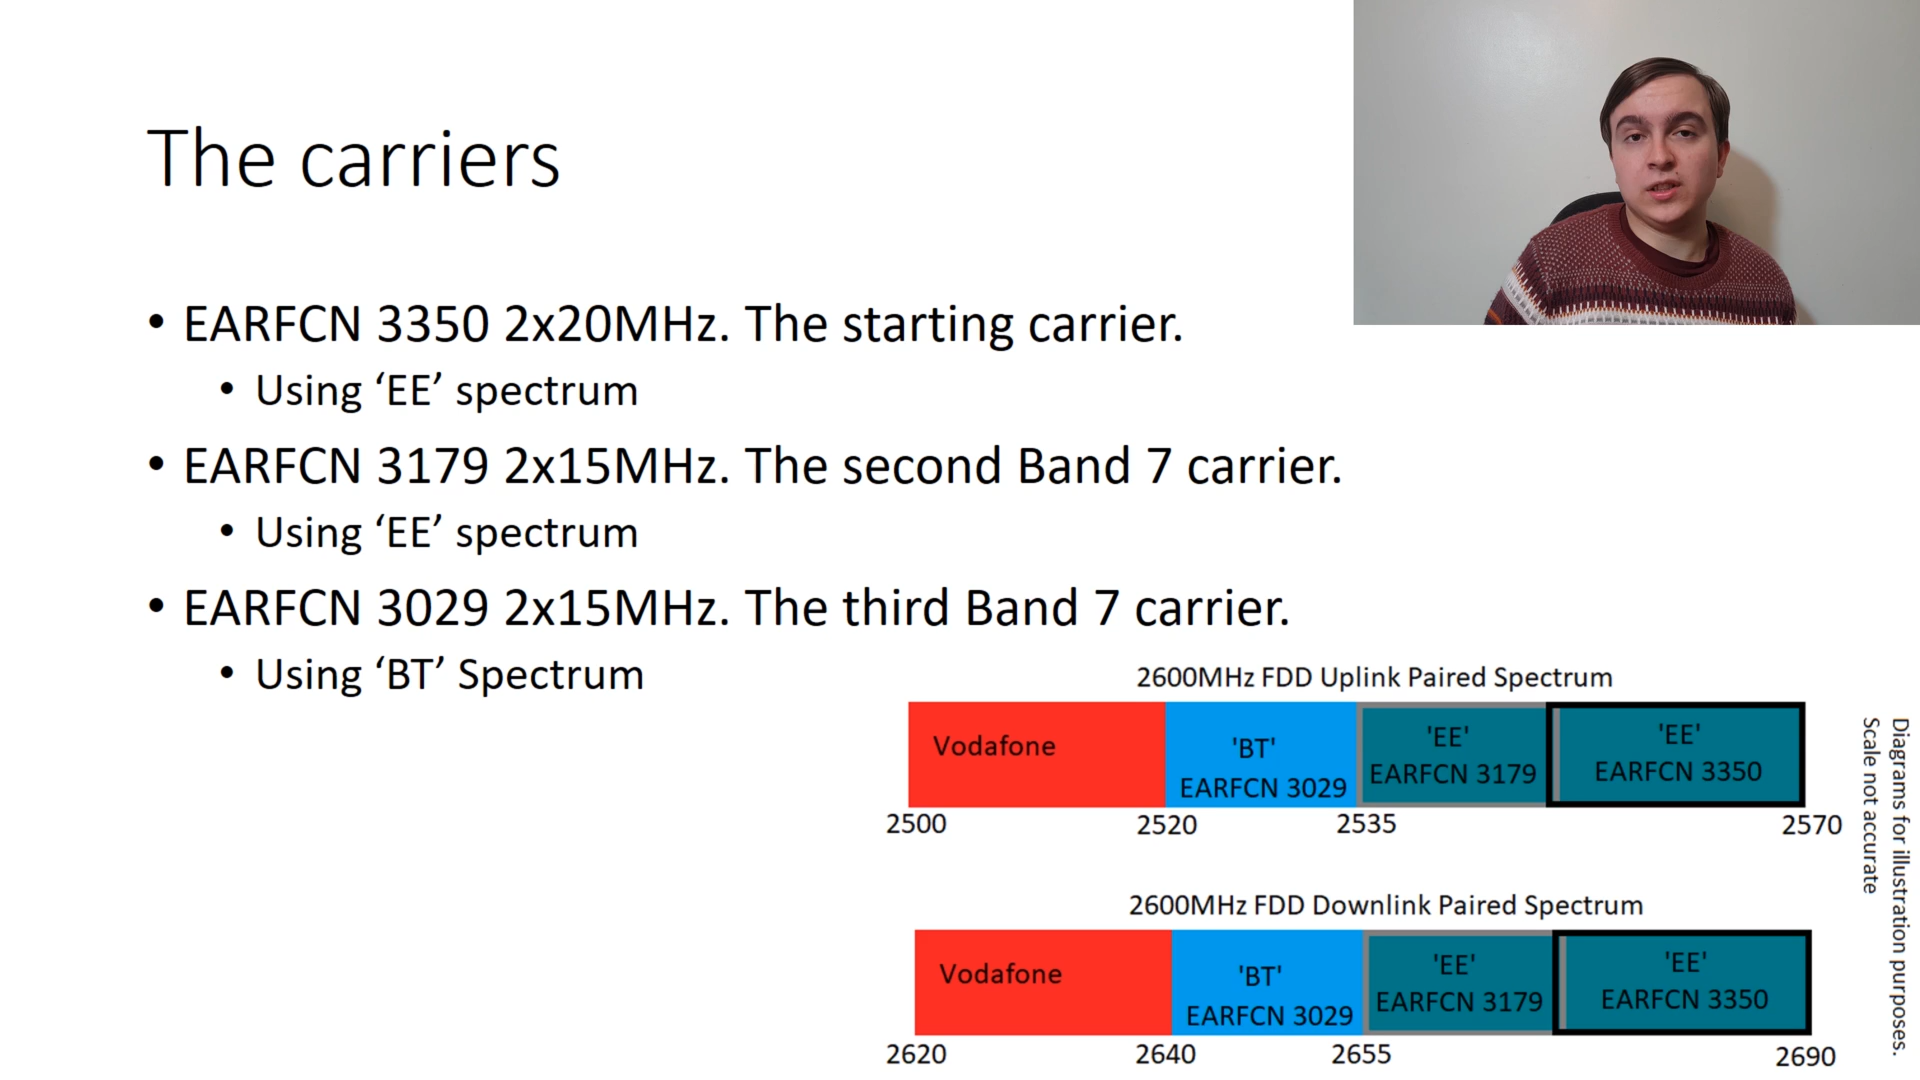 The carriers
• EARFCN 3350 2x20MHz. The starting carrier.
• Using ‘EE’ spectrum
• EARFCN 3179 2x15MHz. The second Band 7 carrier.
• Using ‘EE’ spectrum
• EARFCN 3029 2x15MHz. The third Band 7 carrier.
• Using ‘BT’ Spectrum
2600MHz FDD Uplink Paired Spectrum
Vodafone
'BT'
EARFCN 3029
'EE'
EARFCN 3179
'EE'
EARFCN 3350
2500
2520
2535
2570
2600MHz FDD Downlink Paired Spectrum
Vodafone
'BT'
EARFCN 3029
'EE'
EARFCN 3179
'EE'
EARFCN 3350
2620
2640
2655
2690
Diagrams for illustration purposes.
Scale not accurate